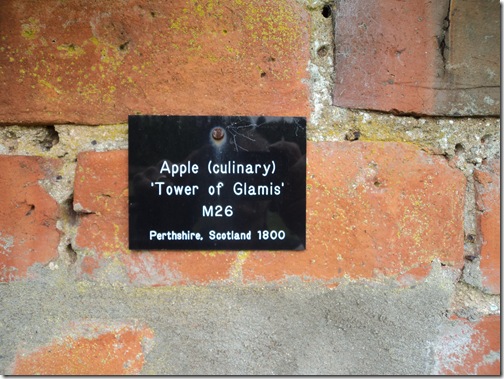 Apple (culinary)
'Tower of Glamis'
M26
Perthshire, Scotland 1800